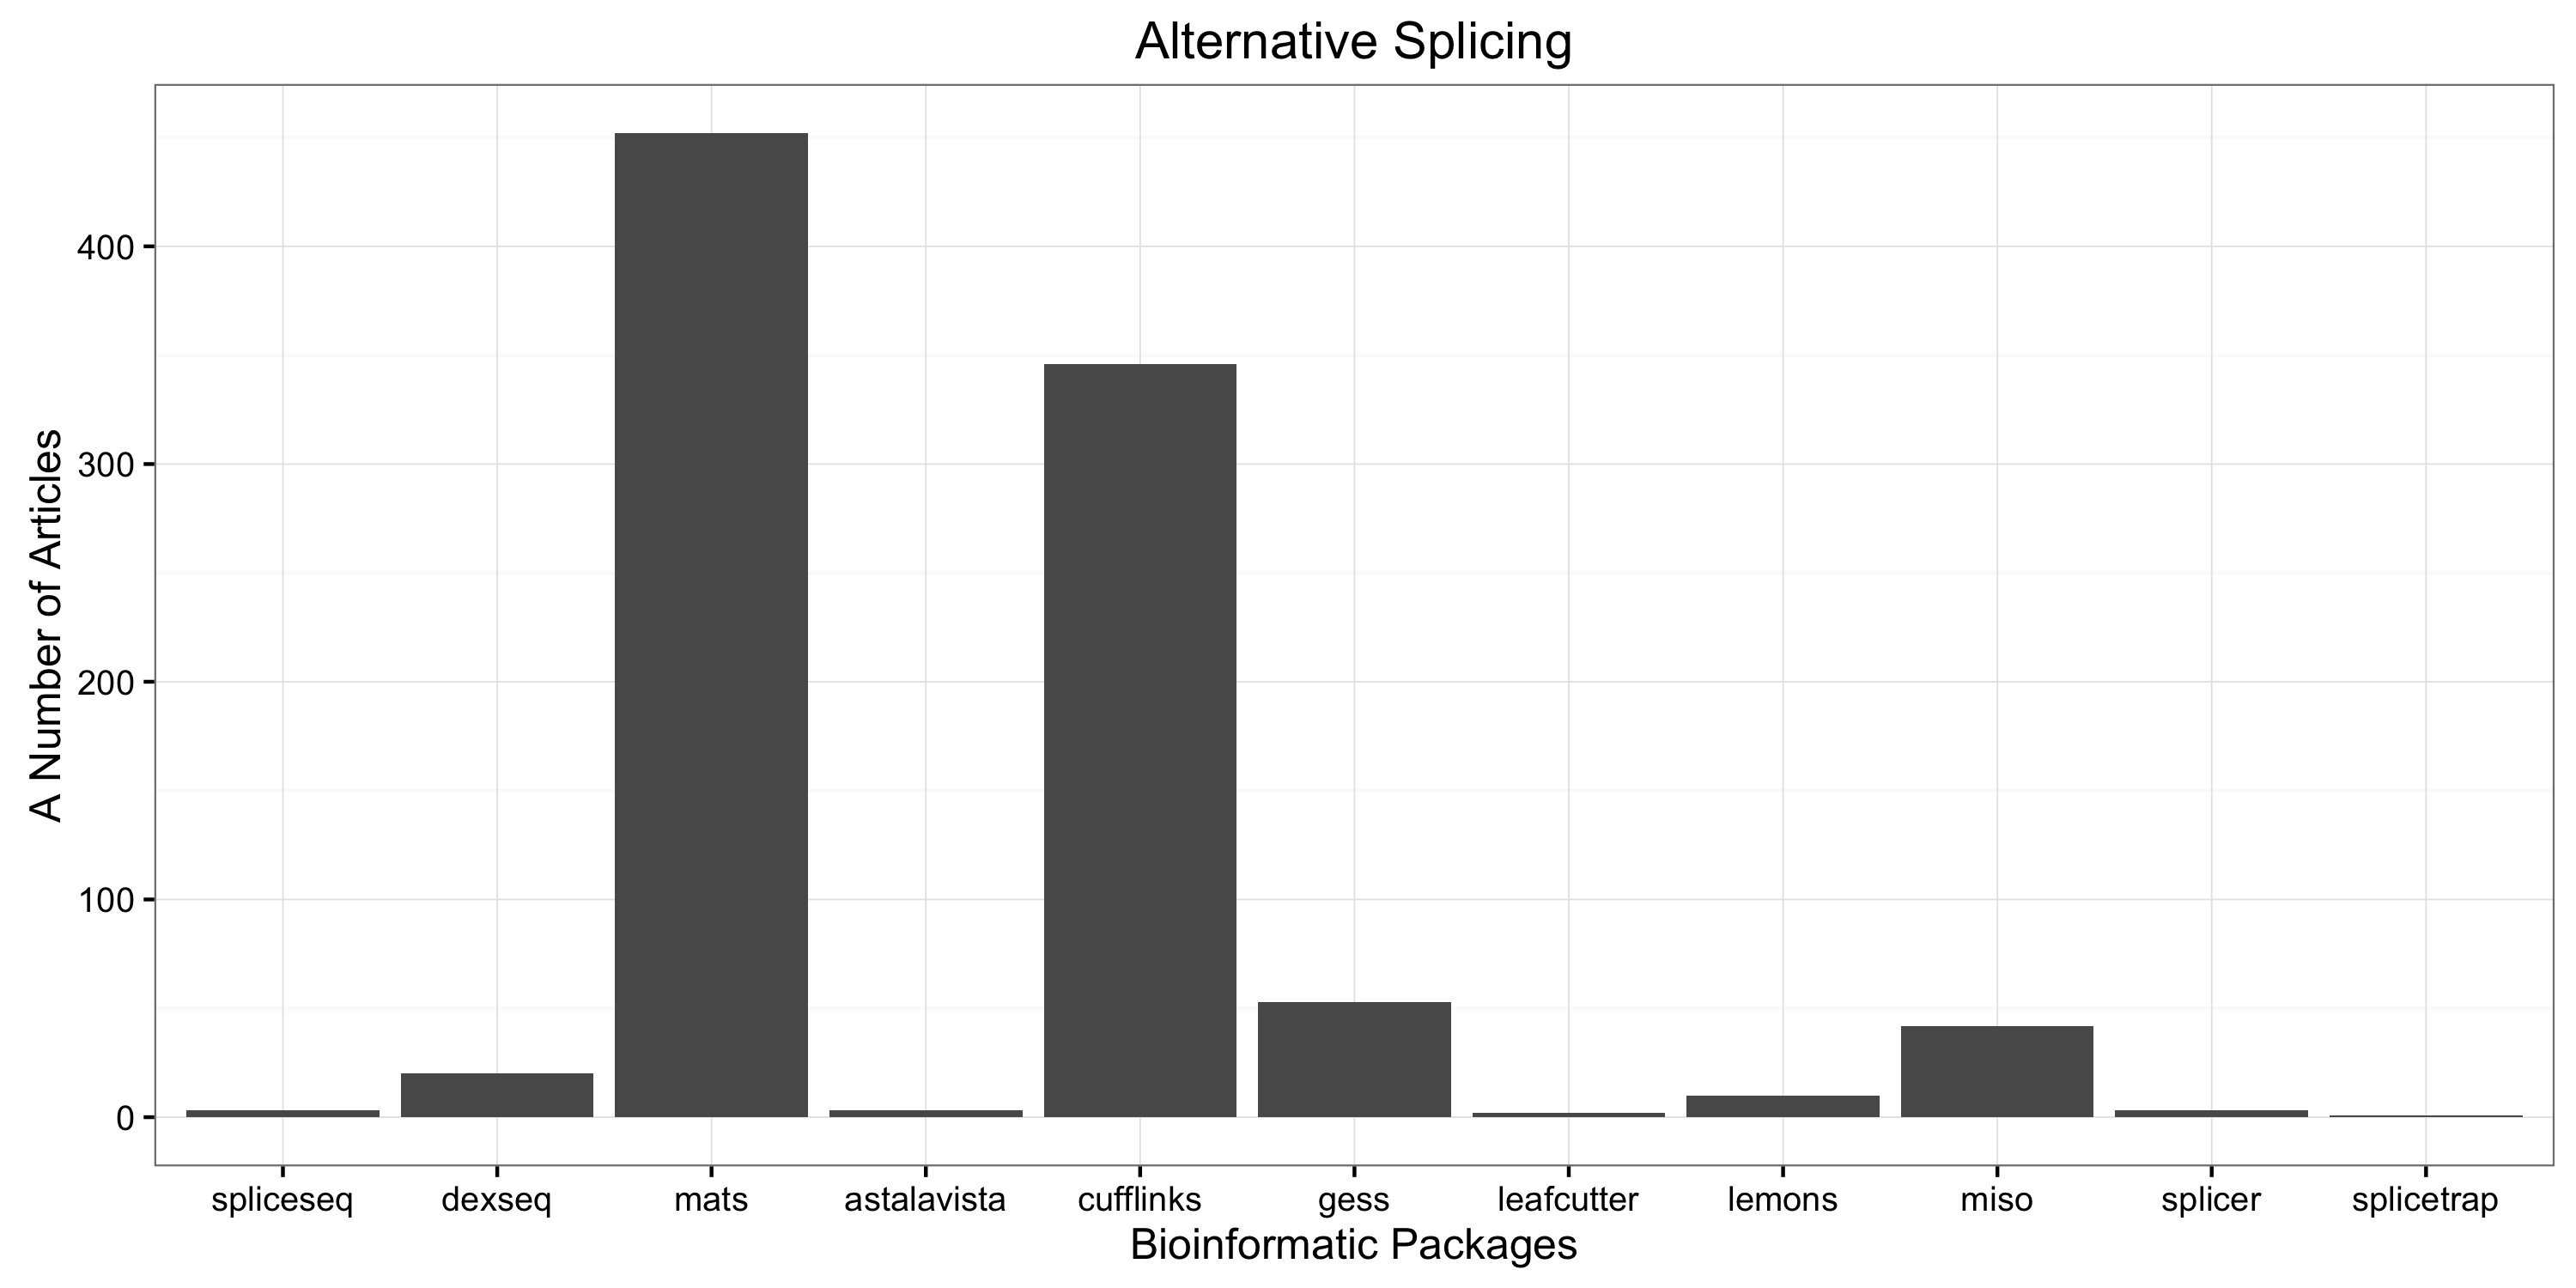 Alternative Splicing
A Number of Articles
400
300
200
100
0
spliceseq dexseq mats astalavista cufflinks gess leafcutter lemons miso splicer splicetrap
Bioinformatic Packages